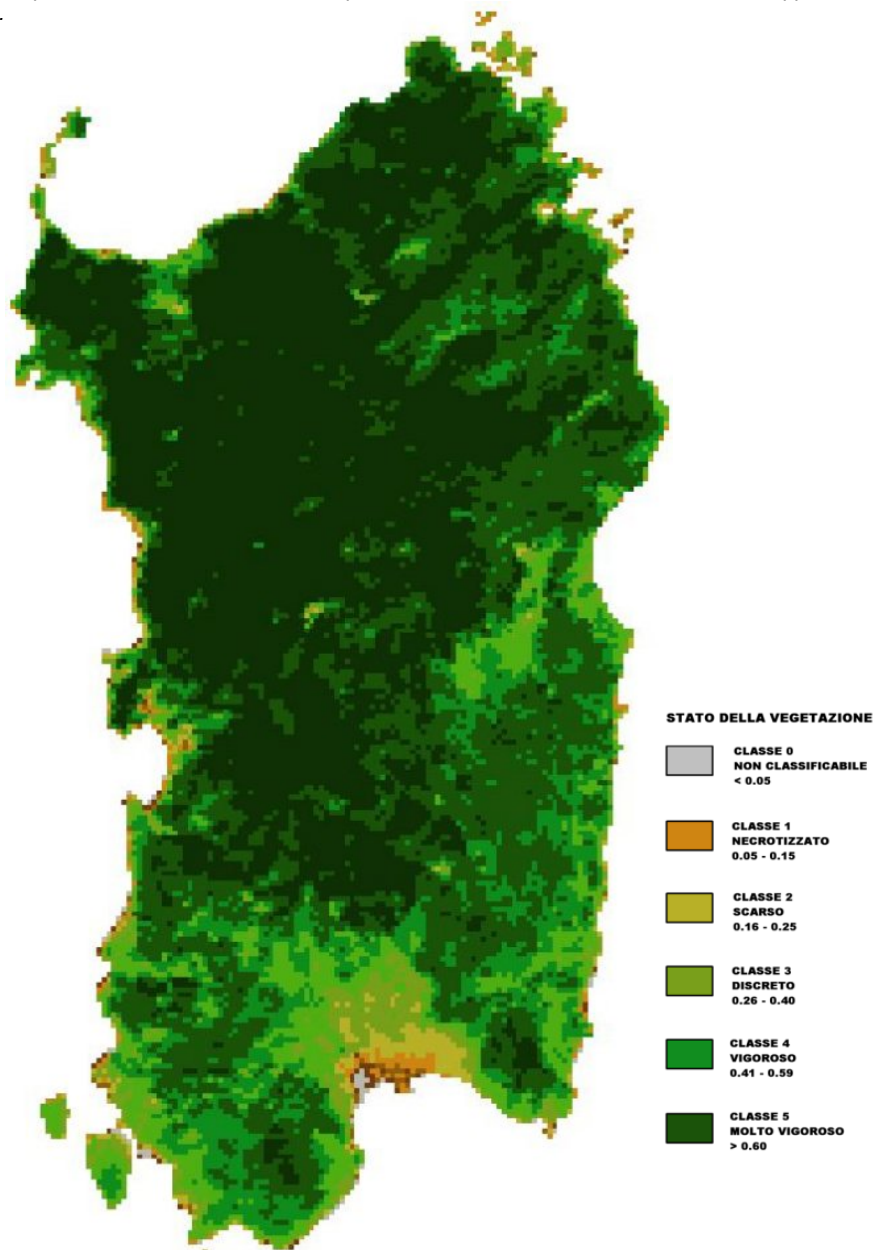 STATO DELLA VEGETAZIONE
CLASSE 0
NON CLASSIFICABILE
< 0.05
CLASSE 1
NECROTIZZATO
0.05 - 0.15
CLASSE 2
SCARSO
0.16 - 0.25
CLASSE 3
DISCRETO
0.26 - 0.40
CLASSE 4
VIGOROSO
0.41 - 0.59
CLASSE 5
MOLTO VIGOROSO
> 0.60